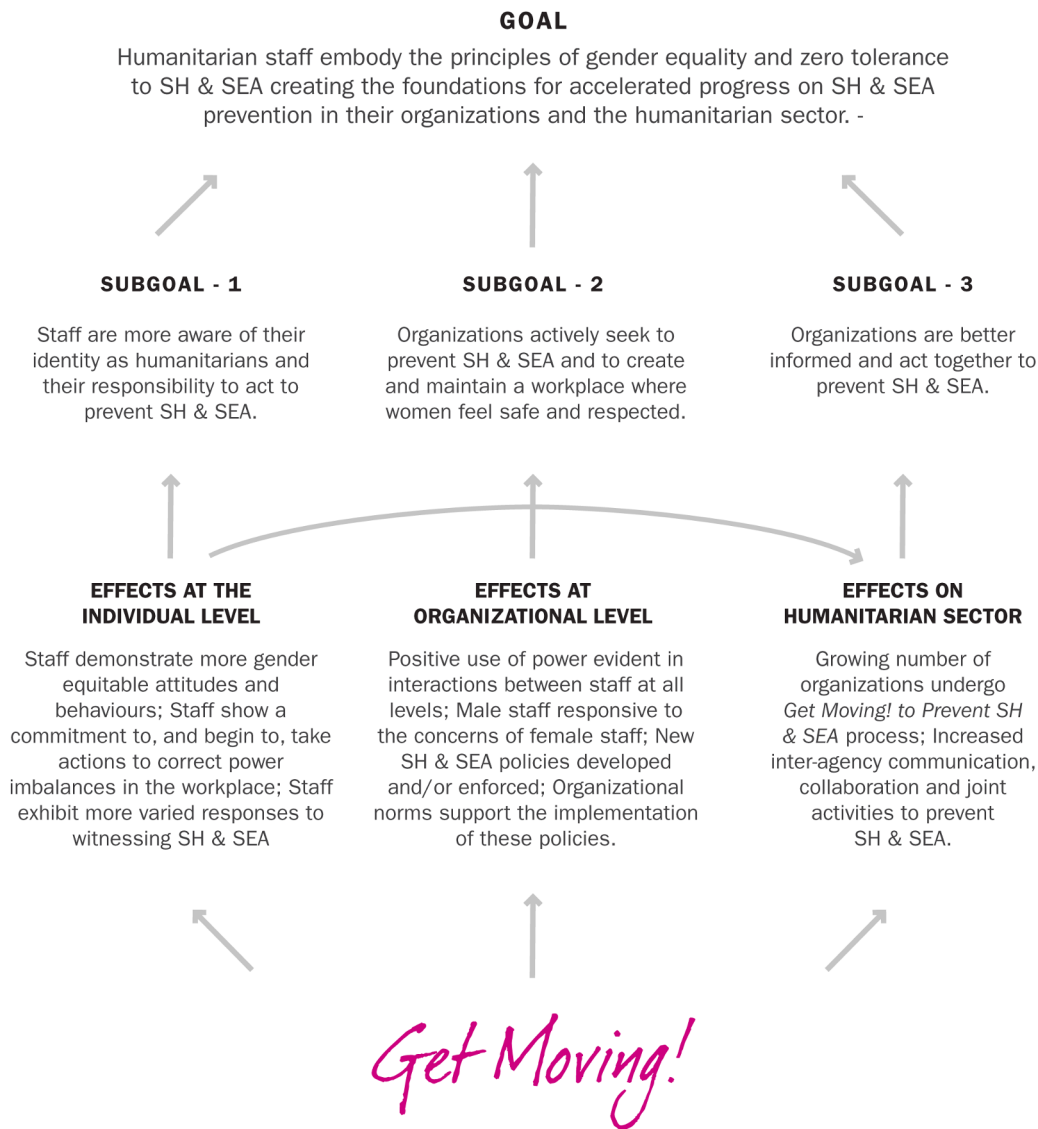 GOAL
Humanitarian staff embody the principles of gender equality and zero tolerance
to SH & SEA creating the foundations for accelerated progress on SH & SEA
prevention in their organizations and the humanitarian sector. -
SUBGOAL - 1
Staff are more aware of their
identity as humanitarians and
their responsibility to act to
prevent SH & SEA.
SUBGOAL - 2
Organizations actively seek to
prevent SH & SEA and to create
and maintain a workplace where
women feel safe and respected.
SUBGOAL - 3
Organizations are better
informed and act together to
prevent SH & SEA.
EFFECTS AT THE
INDIVIDUAL LEVEL
Staff demonstrate more gender
equitable attitudes and
behaviours; Staff show a
commitment to, and begin to, take
actions to correct power
imbalances in the workplace; Staff
exhibit more varied responses to
witnessing SH & SEA
EFFECTS AT
ORGANIZATIONAL LEVEL
Positive use of power evident in
interactions between staff at all
levels; Male staff responsive to
the concerns of female staff; New
SH & SEA policies developed
and/or enforced; Organizational
norms support the implementation
of these policies.
EFFECTS ON
HUMANITARIAN SECTOR
Growing number of
organizations undergo
Get Moving! to Prevent SH
& SEA process; Increased
inter-agency communication,
collaboration and joint
activities to prevent
SH & SEA.
Get Moving!